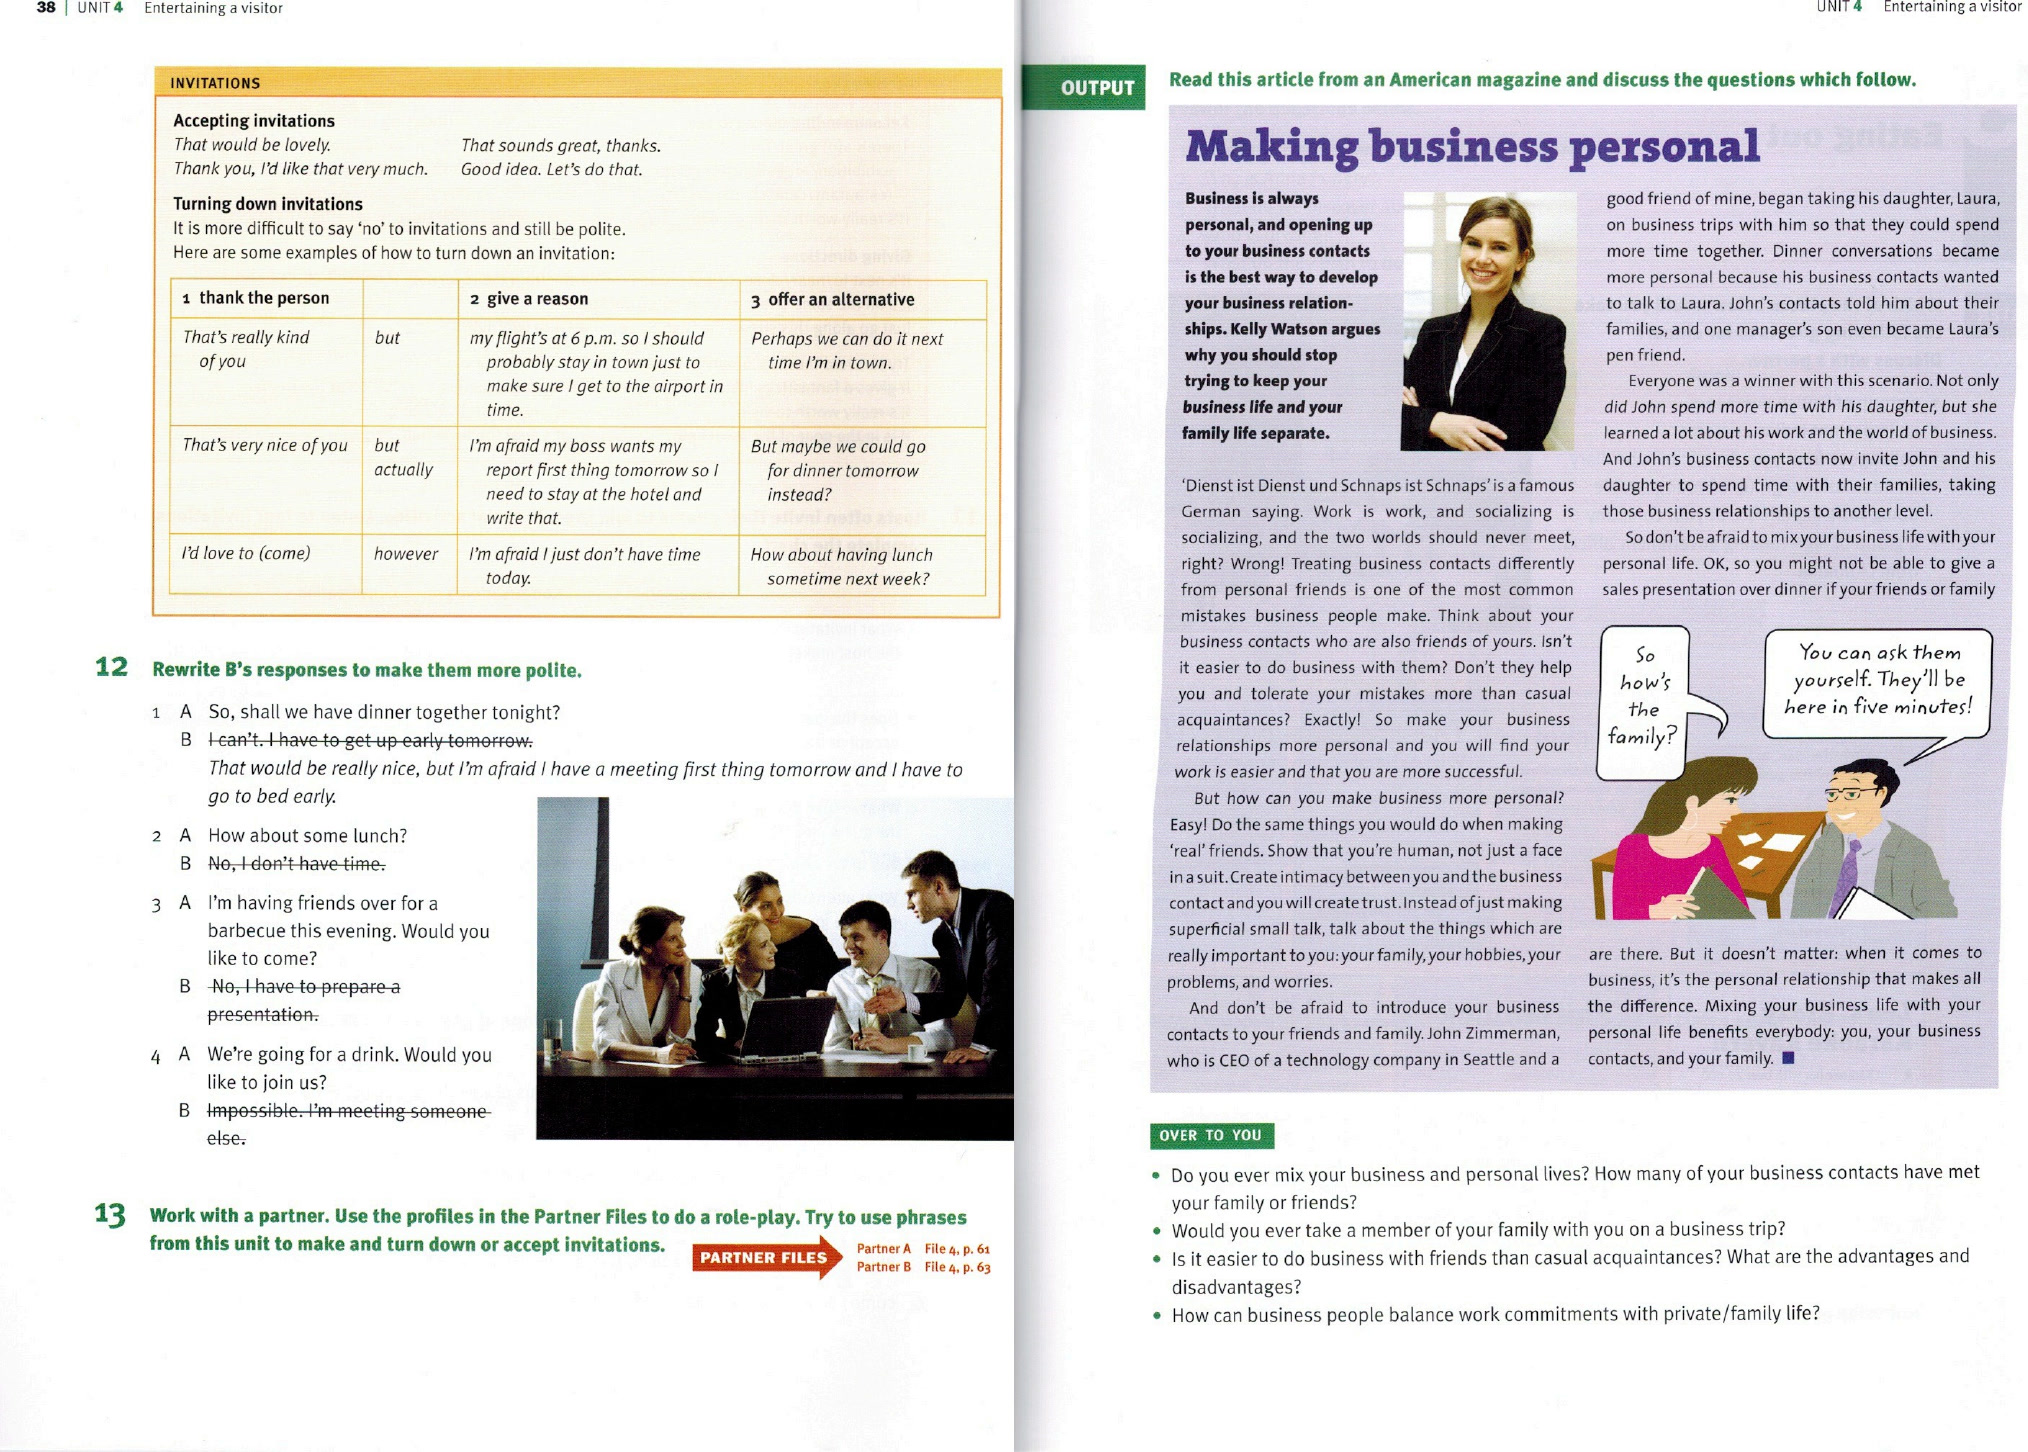 38 | UNIT 4 Entertaining a visitor
INVITATIONS
Accepting invitations
That would be lovely. That sounds great, thanks.
Thank you, I'd like that very much. Good idea. Let's do that.
Turning down invitations
It is more difficult to say 'no' to invitations and still be polite.
Here are some examples of how to turn down an invitation:
1 thank the person 2 give a reason 3 offer an alternative
That's really kind but my flight's at 6 p.m. so I should Perhaps we can do it next
of you probably stay in town just to time I'm in town.
make sure I get to the airport in
time.
That's very nice of you but I'm afraid my boss wants my But maybe we could go
actually report first thing tomorrow so I for dinner tomorrow
need to stay at the hotel and instead?
write that.
I'd love to (come) however I'm afraid I just don't have time How about having lunch
today. sometime next week?
12 Rewrite B's responses to make them more polite.
1 A So, shall we have dinner together tonight?
B I can't. I have to get up early tomorrow.
That would be really nice, but I'm afraid I have a meeting first thing tomorrow and I have to
go to bed early.
2 A How about some lunch?
B No, I don't have time.
3 A I'm having friends over for a
barbecue this evening. Would you
like to come?
B No, I have to prepare a
presentation.
4 A We're going for a drink. Would you
like to join us?
B Impossible. I'm meeting someone
else.
13 Work with a partner. Use the profiles in the Partner Files to do a role-play. Try to use phrases
from this unit to make and turn down or accept invitations.
PARTNER FILES
Partner A File 4, p. 61
Partner B File 4, p. 63
UNIT 4 Entertaining a visitor
OUTPUT
Read this article from an American magazine and discuss the questions which follow.
Making business personal
Business is always
personal, and opening up
to your business contacts
is the best way to develop
your business relation-
ships. Kelly Watson argues
why you should stop
trying to keep your
business life and your
family life separate.
'Dienst ist Dienst und Schnaps ist Schnaps' is a famous
German saying. Work is work, and socializing is
socializing, and the two worlds should never meet,
right? Wrong! Treating business contacts differently
from personal friends is one of the most common
mistakes business people make. Think about your
business contacts who are also friends of yours. Isn't
it easier to do business with them? Don't they help
you and tolerate your mistakes more than casual
acquaintances? Exactly! So make your business
relationships more personal and you will find your
work is easier and that you are more successful.
But how can you make business more personal?
Easy! Do the same things you would do when making
'real' friends. Show that you're human, not just a face
in a suit. Create intimacy between you and the business
contact and you will create trust. Instead of just making
superficial small talk, talk about the things which are
really important to you: your family, your hobbies, your
problems, and worries.
And don't be afraid to introduce your business
contacts to your friends and family. John Zimmerman,
who is CEO of a technology company in Seattle and a
good friend of mine, began taking his daughter, Laura,
on business trips with him so that they could spend
more time together. Dinner conversations became
more personal because his business contacts wanted
to talk to Laura. John's contacts told him about their
families, and one manager's son even became Laura's
pen friend.
Everyone was a winner with this scenario. Not only
did John spend more time with his daughter, but she
learned a lot about his work and the world of business.
And John's business contacts now invite John and his
daughter to spend time with their families, taking
those business relationships to another level.
So don't be afraid to mix your business life with your
personal life. OK, so you might not be able to give a
sales presentation over dinner if your friends or family
So
how's
the
family?
You can ask them
yourself. They'll be
here in five minutes!
are there. But it doesn't matter: when it comes to
business, it's the personal relationship that makes all
the difference. Mixing your business life with your
personal life benefits everybody: you, your business
contacts, and your family.
OVER TO YOU
• Do you ever mix your business and personal lives? How many of your business contacts have met
your family or friends?
• Would you ever take a member of your family with you on a business trip?
• Is it easier to do business with friends than casual acquaintances? What are the advantages and
disadvantages?
• How can business people balance work commitments with private/family life?